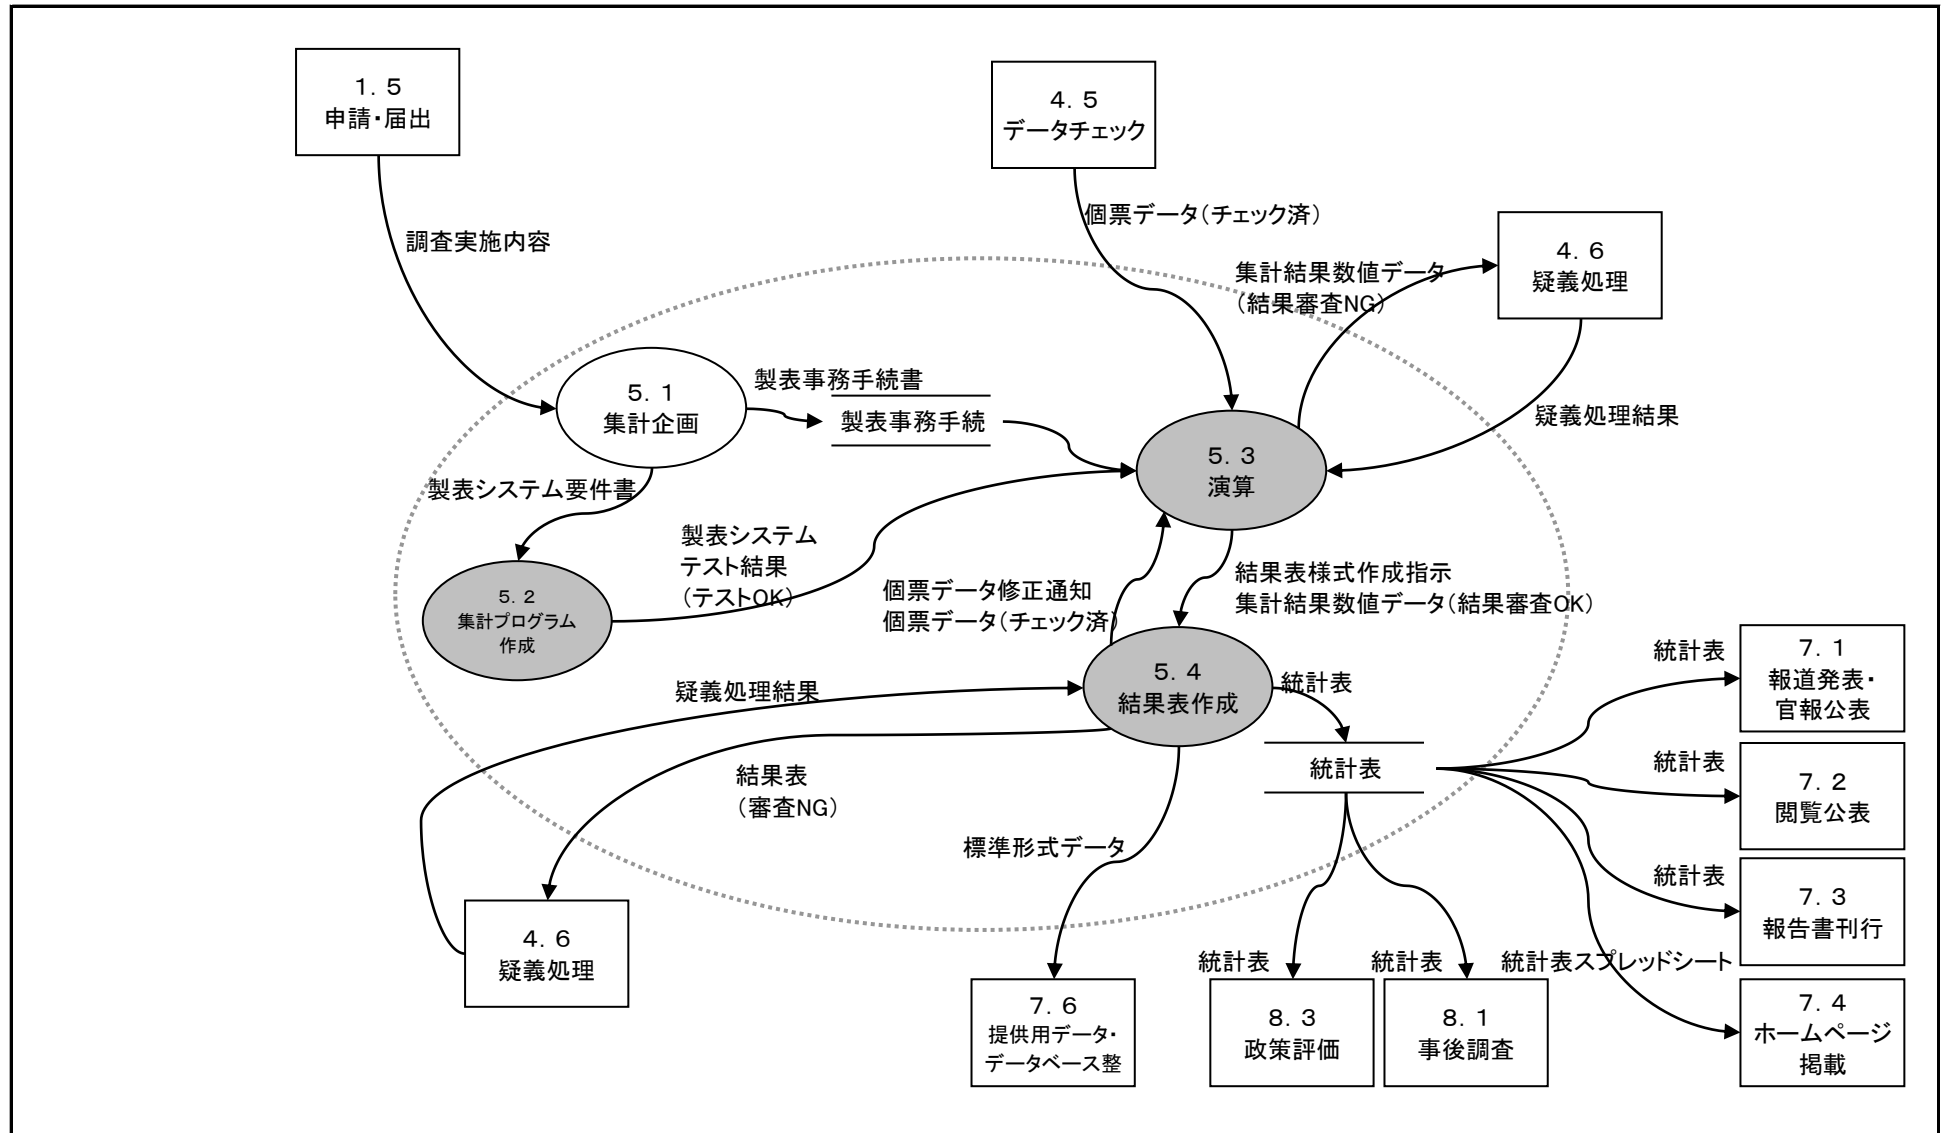 １．５
申請・届出
４．５
データチェック
調査実施内容
個票データ（チェック済）
４．６
疑義処理
集計結果数値データ
（結果審査NG）
５．１
集計企画
製表事務手続書
製表事務手続
疑義処理結果
５．３
演算
製表システム要件書
製表システム
テスト結果
（テストOK）
５．２
集計プログラム
作成
個票データ修正通知
個票データ（チェック済）
結果表様式作成指示
集計結果数値データ（結果審査OK）
５．４
結果表作成
疑義処理結果
統計表
統計表
７．１
報道発表・
官報公表
統計表
統計表
７．２
閲覧公表
結果表
（審査NG）
標準形式データ
統計表
７．３
報告書刊行
４．６
疑義処理
統計表
統計表
統計表スプレッドシート
７．６
提供用データ・
データベース整
８．３
政策評価
８．１
事後調査
７．４
ホームページ
掲載